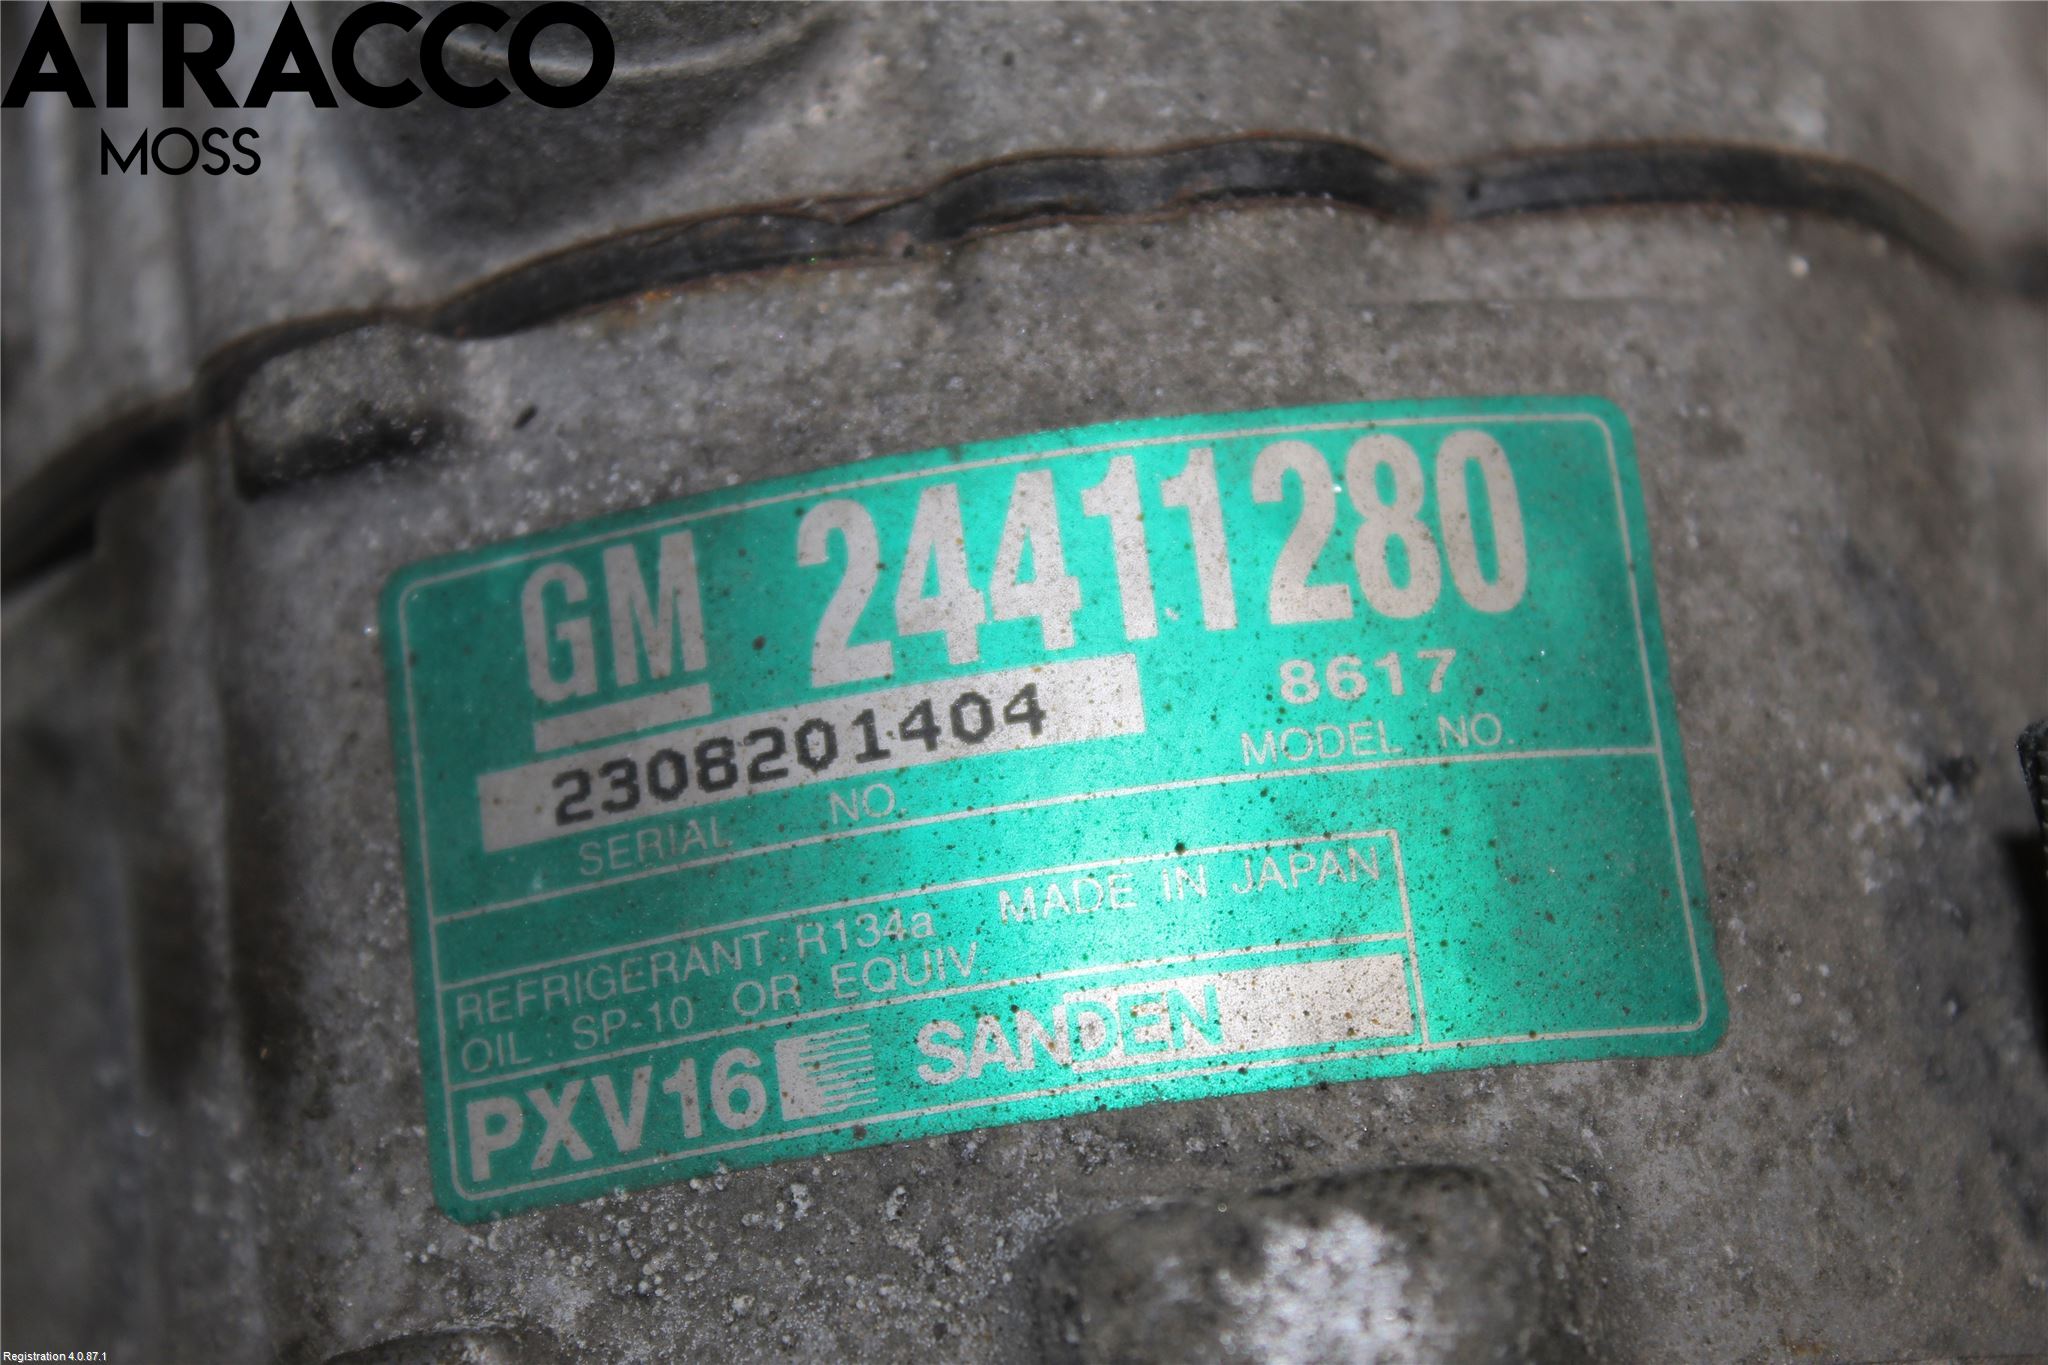 ATRACCO
MOSS
GM 24411280
2308201404 8617
SERIAL NO. MODEL NO.
REFRIGERANT : R134a MADE IN JAPAN
OIL : SP-10 OR EQUIV.
PXV16 SANDEN
Registration 4.0.87.1